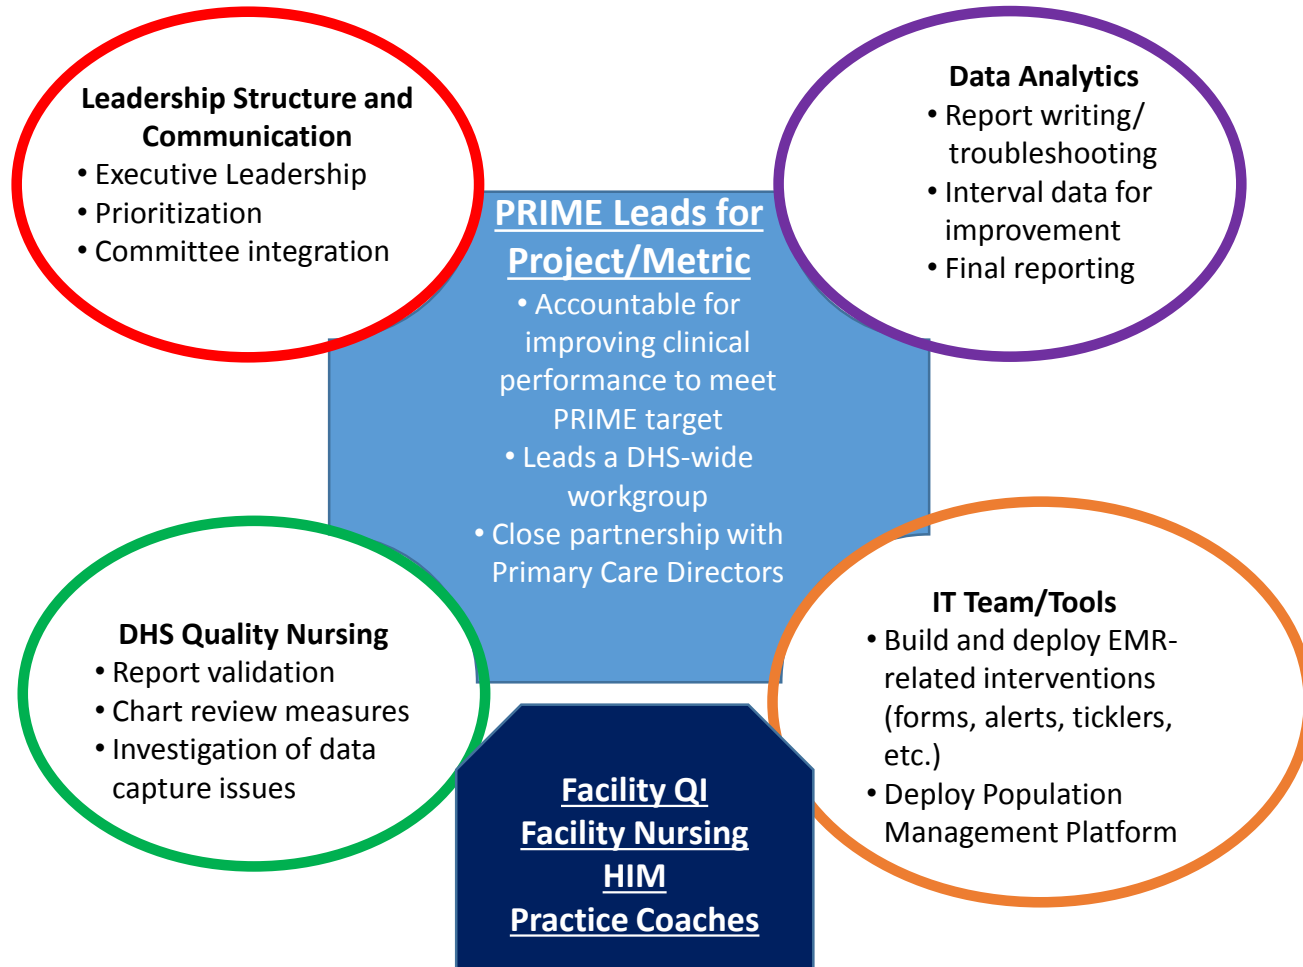 Leadership Structure and
Communication
• Executive Leadership
• Prioritization
• Committee integration
Data Analytics
• Report writing/
troubleshooting
• Interval data for
improvement
• Final reporting
PRIME Leads for
Project/Metric
• Accountable for
improving clinical
performance to meet
PRIME target
• Leads a DHS-wide
workgroup
• Close partnership with
Primary Care Directors
DHS Quality Nursing
• Report validation
• Chart review measures
• Investigation of data
capture issues
IT Team/Tools
• Build and deploy EMR-
related interventions
(forms, alerts, ticklers,
etc.)
• Deploy Population
Management Platform
Facility QI
Facility Nursing
HIM
Practice Coaches